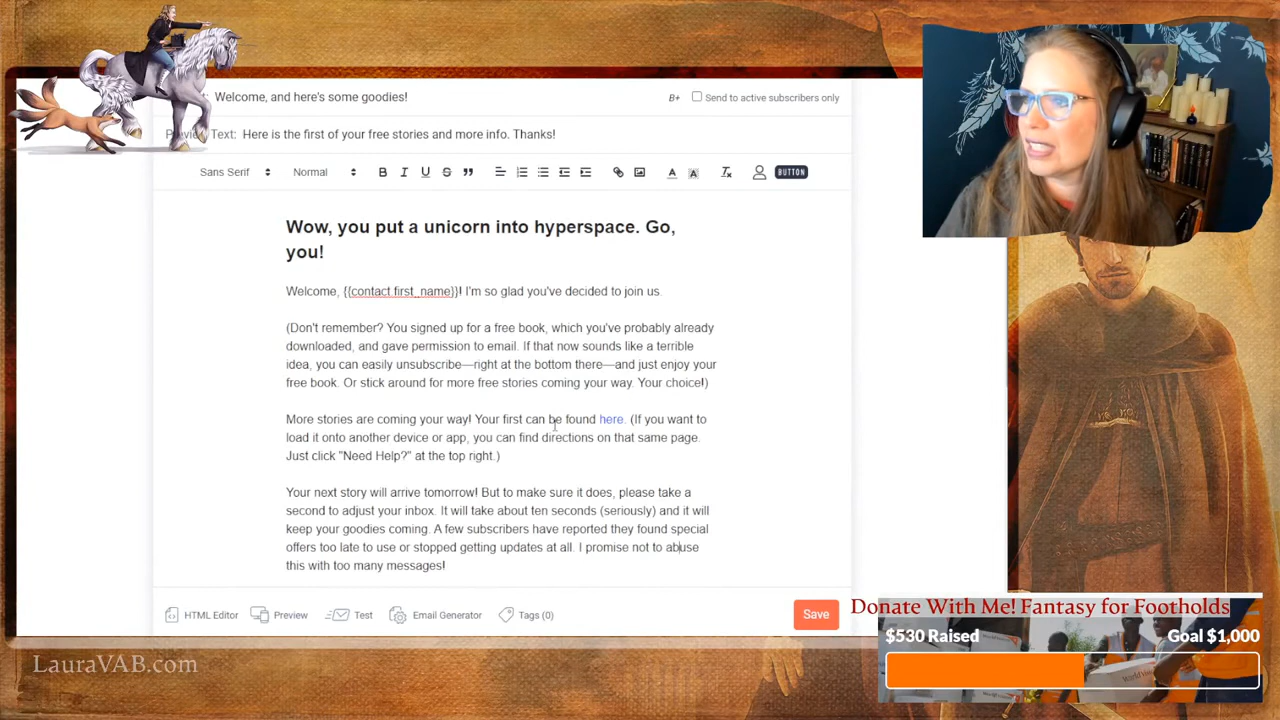 Welcome, and here's some goodies!
B+
Send to active subscribers only
Text: Here is the first of your free stories and more info. Thanks!
Sans Serif
Normal
B I U S
BUTTON
Wow, you put a unicorn into hyperspace. Go,
you!
Welcome, {{contact.first_name}}! I'm so glad you've decided to join us.
(Don't remember? You signed up for a free book, which you've probably already
downloaded, and gave permission to email. If that now sounds like a terrible
idea, you can easily unsubscribe—right at the bottom there—and just enjoy your
free book. Or stick around for more free stories coming your way. Your choice!)
More stories are coming your way! Your first can be found here. (If you want to
load it onto another device or app, you can find directions on that same page.
Just click "Need Help?" at the top right.)
Your next story will arrive tomorrow! But to make sure it does, please take a
second to adjust your inbox. It will take about ten seconds (seriously) and it will
keep your goodies coming. A few subscribers have reported they found special
offers too late to use or stopped getting updates at all. I promise not to abuse
this with too many messages!
HTML Editor
Preview
Test
Email Generator
Tags (0)
Save
Donate With Me! Fantasy for Footholds
$530 Raised
Goal $1,000
LauraVAB.com